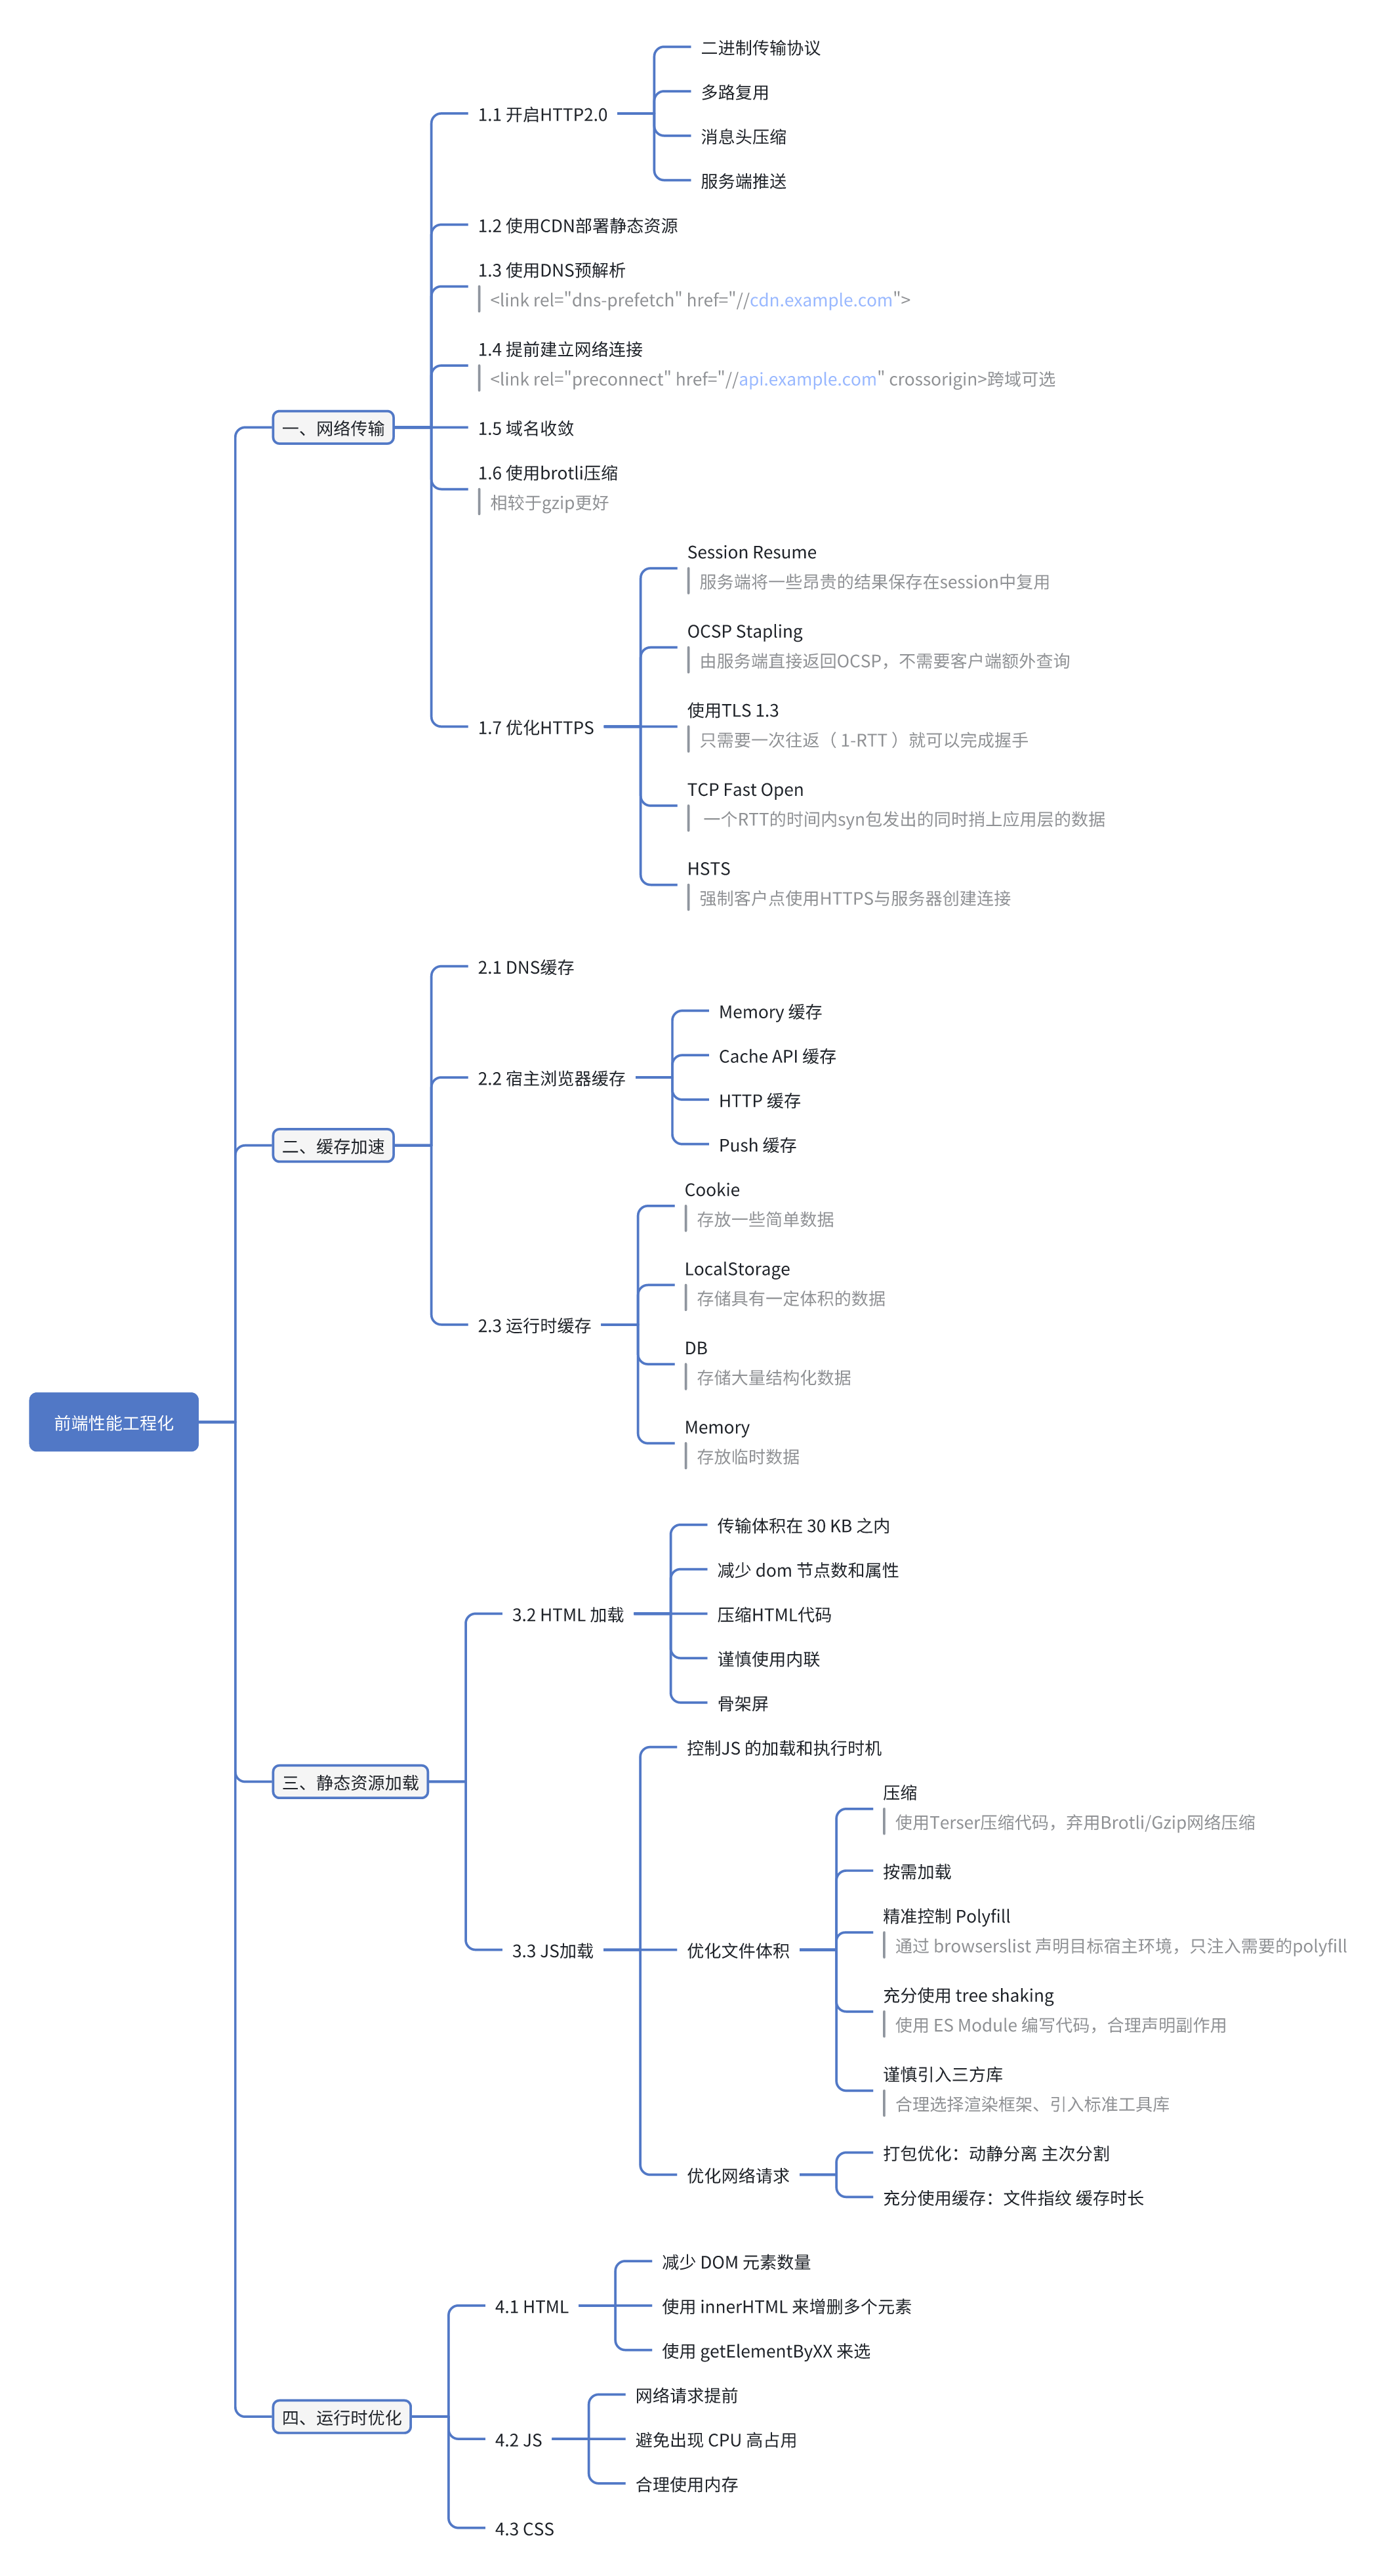 前端性能工程化
一、网络传输
1.1 开启HTTP2.0
二进制传输协议
多路复用
消息头压缩
服务端推送
1.2 使用CDN部署静态资源
1.3 使用DNS预解析
<link rel="dns-prefetch" href="//cdn.example.com">
1.4 提前建立网络连接
<link rel="preconnect" href="//api.example.com" crossorigin>跨域可选
1.5 域名收敛
1.6 使用brotli压缩
相较于gzip更好
1.7 优化HTTPS
Session Resume
服务端将一些昂贵的结果保存在session中复用
OCSP Stapling
由服务端直接返回OCSP，不需要客户端额外查询
使用TLS 1.3
只需要一次往返（ 1-RTT ）就可以完成握手
TCP Fast Open
一个RTT的时间内syn包发出的同时捎上应用层的数据
HSTS
强制客户点使用HTTPS与服务器创建连接
二、缓存加速
2.1 DNS缓存
2.2 宿主浏览器缓存
Memory 缓存
Cache API 缓存
HTTP 缓存
Push 缓存
2.3 运行时缓存
Cookie
存放一些简单数据
LocalStorage
存储具有一定体积的数据
DB
存储大量结构化数据
Memory
存放临时数据
三、静态资源加载
3.2 HTML 加载
传输体积在 30 KB 之内
减少 dom 节点数和属性
压缩HTML代码
谨慎使用内联
骨架屏
3.3 JS加载
控制JS 的加载和执行时机
优化文件体积
压缩
使用Terser压缩代码，弃用Brotli/Gzip网络压缩
按需加载
精准控制 Polyfill
通过 browserslist 声明目标宿主环境，只注入需要的polyfill
充分使用 tree shaking
使用 ES Module 编写代码，合理声明副作用
谨慎引入三方库
合理选择渲染框架、引入标准工具库
优化网络请求
打包优化：动静分离 主次分割
充分使用缓存：文件指纹 缓存时长
四、运行时优化
4.1 HTML
减少 DOM 元素数量
使用 innerHTML 来增删多个元素
使用 getElementByXX 来选
4.2 JS
网络请求提前
避免出现 CPU 高占用
合理使用内存
4.3 CSS